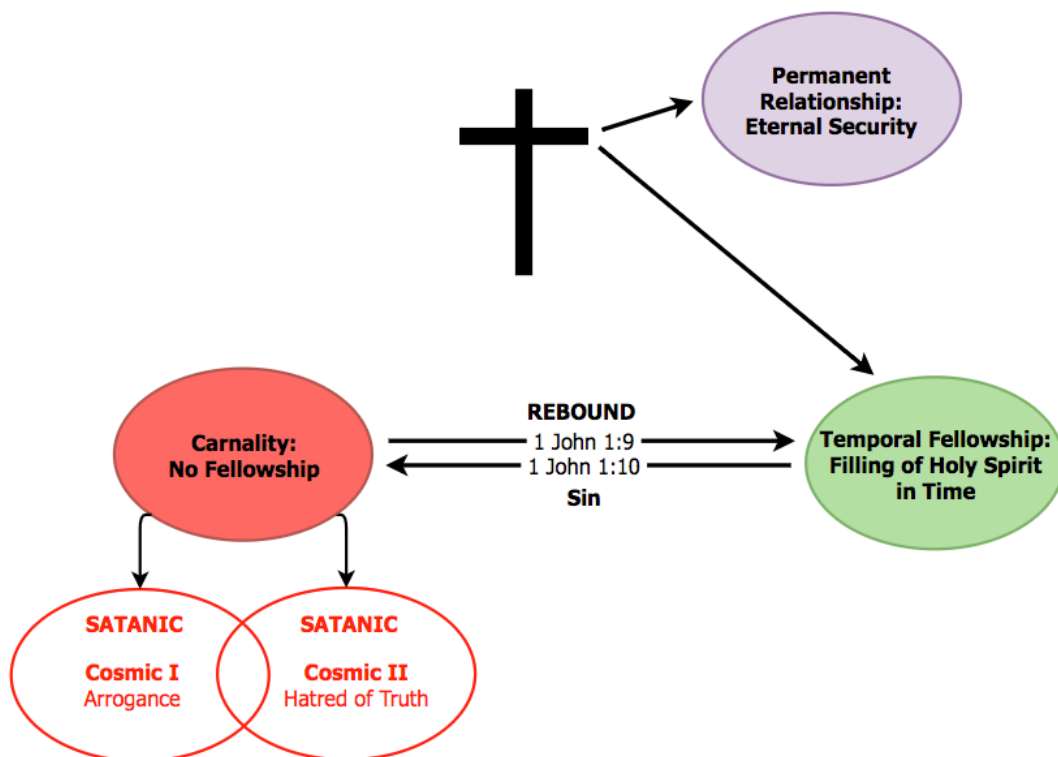 Permanent
Relationship:
Eternal Security
REBOUND
1 John 1:9
1 John 1:10
Sin
Carnality:
No Fellowship
Temporal Fellowship:
Filling of Holy Spirit
in Time
SATANIC
Cosmic I
Arrogance
SATANIC
Cosmic II
Hatred of Truth